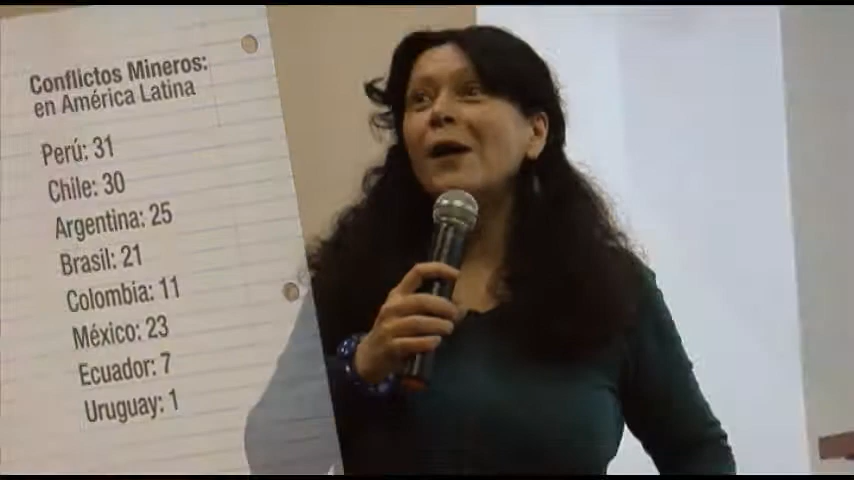 Conflictos Mineros:
en América Latina
Perú: 31
Chile: 30
Argentina: 25
Brasil: 21
Colombia: 11
México: 23
Ecuador: 7
Uruguay: 1